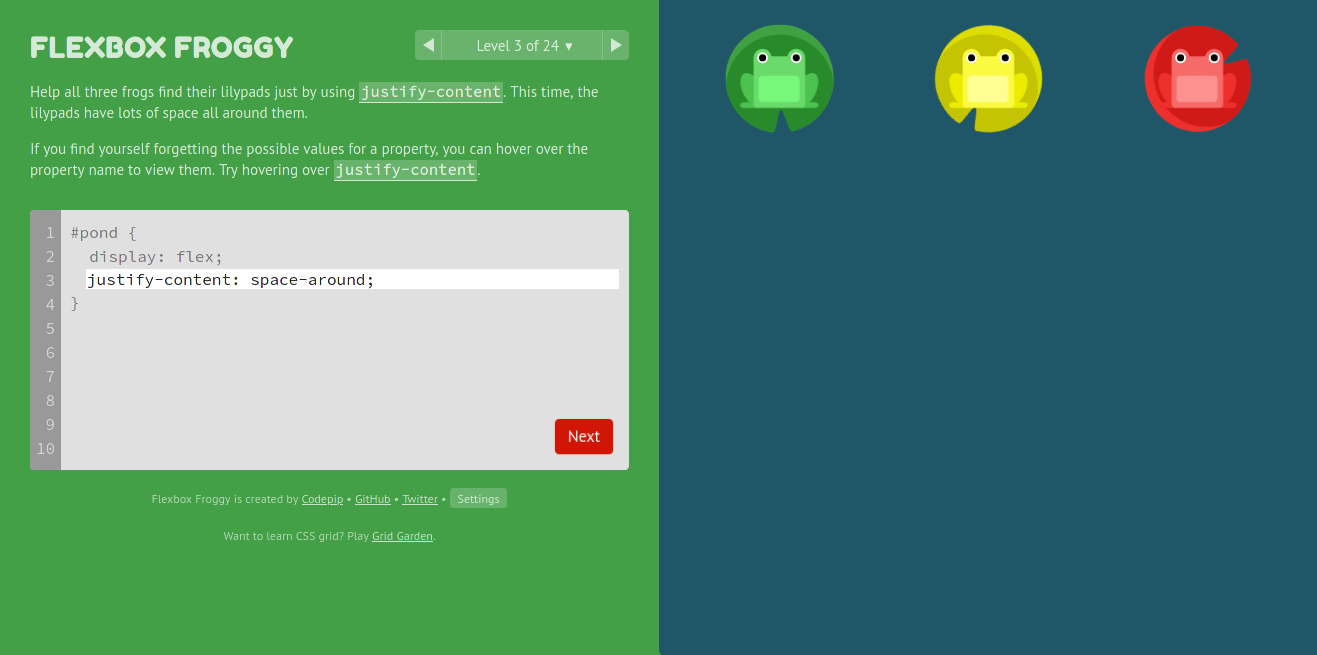 FLEXBOX FROGGY
Level 3 of 24 ▾
Help all three frogs find their lilypads just by using justify-content. This time, the
lilypads have lots of space all around them.
If you find yourself forgetting the possible values for a property, you can hover over the
property name to view them. Try hovering over justify-content.
1 #pond {
2 display: flex;
3 justify-content: space-around;
4 }
5
6
7
8
9
10
Next
Flexbox Froggy is created by Codepip • GitHub • Twitter • Settings
Want to learn CSS grid? Play Grid Garden.